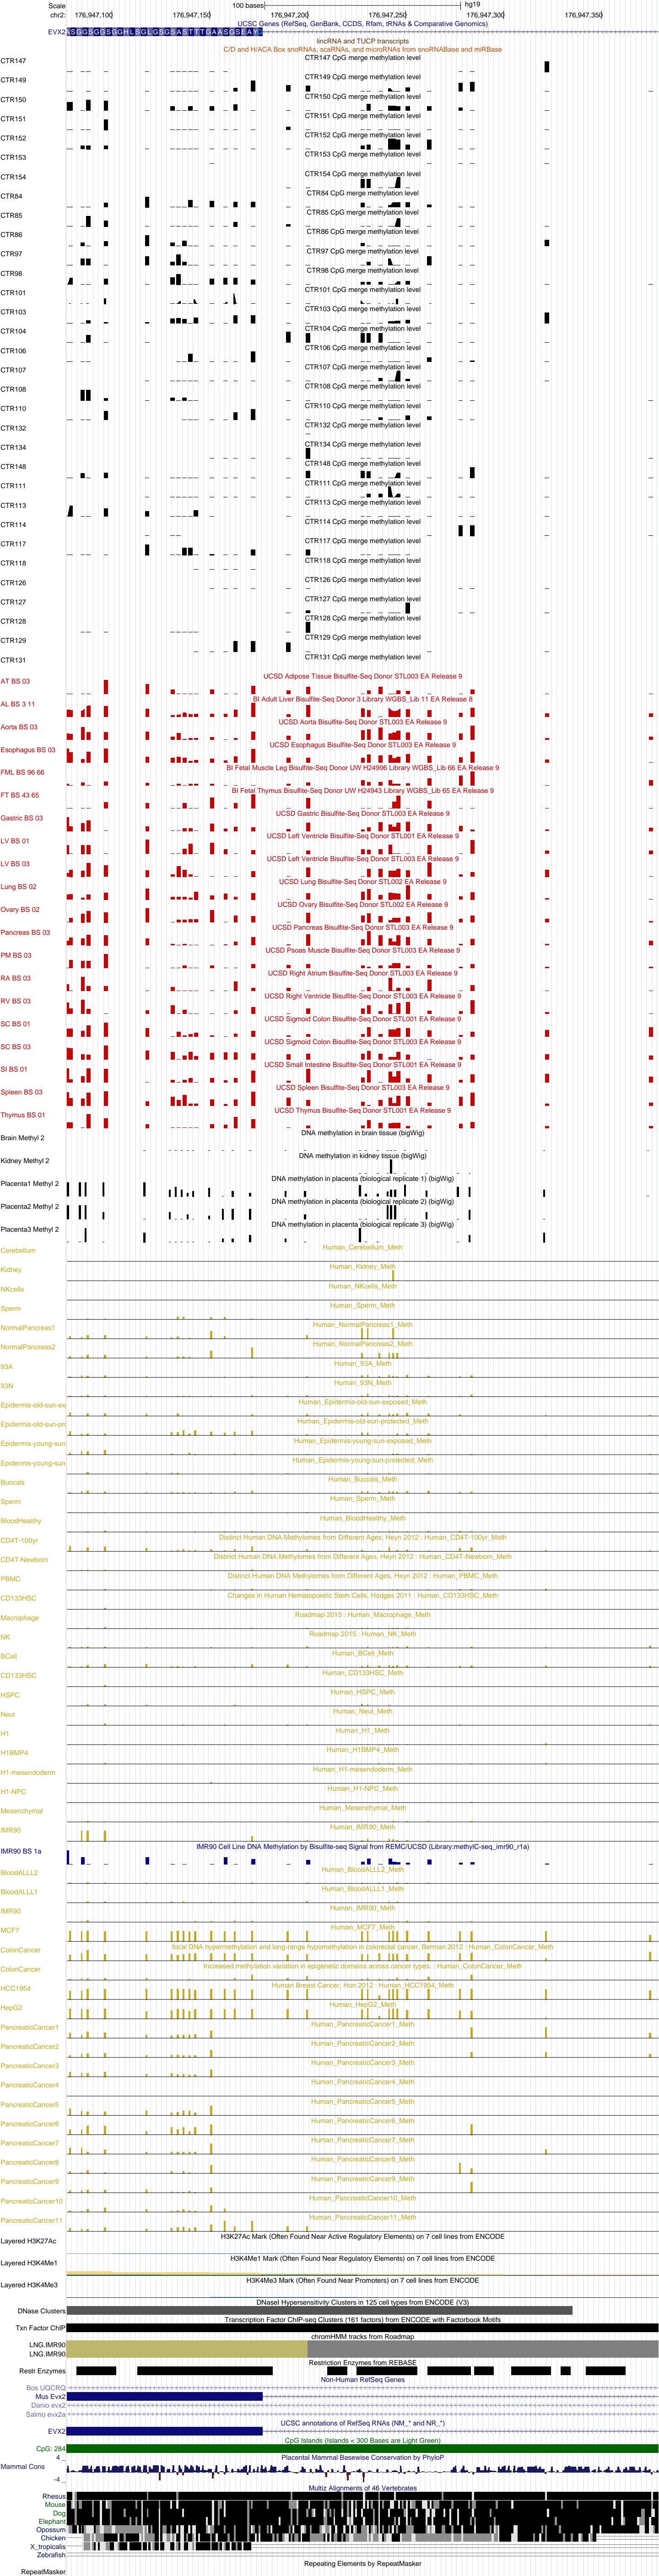 Scale 100 bases hg19
chr2: 176,947,100 176,947,150 176,947,200 176,947,250 176,947,300 176,947,350
UCSC Genes (RefSeq, GenBank, CCDS, Rfam, tRNAs & Comparative Genomics)
EVX2
lincRNA and TUCP transcripts
C/D and H/ACA Box snoRNAs, scaRNAs, and microRNAs from snoRNABase and miRBase
CTR147 CpG merge methylation level
CTR147
CTR149 CpG merge methylation level
CTR149
CTR150 CpG merge methylation level
CTR150
CTR151 CpG merge methylation level
CTR151
CTR152 CpG merge methylation level
CTR152
CTR153 CpG merge methylation level
CTR153
CTR154 CpG merge methylation level
CTR154
CTR84 CpG merge methylation level
CTR84
CTR85 CpG merge methylation level
CTR85
CTR86 CpG merge methylation level
CTR86
CTR97 CpG merge methylation level
CTR97
CTR98 CpG merge methylation level
CTR98
CTR101 CpG merge methylation level
CTR101
CTR103 CpG merge methylation level
CTR103
CTR104 CpG merge methylation level
CTR104
CTR106 CpG merge methylation level
CTR106
CTR107 CpG merge methylation level
CTR107
CTR108 CpG merge methylation level
CTR108
CTR110 CpG merge methylation level
CTR110
CTR132 CpG merge methylation level
CTR132
CTR134 CpG merge methylation level
CTR134
CTR148 CpG merge methylation level
CTR148
CTR111 CpG merge methylation level
CTR111
CTR113 CpG merge methylation level
CTR113
CTR114 CpG merge methylation level
CTR114
CTR117 CpG merge methylation level
CTR117
CTR118 CpG merge methylation level
CTR118
CTR126 CpG merge methylation level
CTR126
CTR127 CpG merge methylation level
CTR127
CTR128 CpG merge methylation level
CTR128
CTR129 CpG merge methylation level
CTR129
CTR131 CpG merge methylation level
CTR131
UCSD Adipose Tissue Bisulfite-Seq Donor STL003 EA Release 9
AT BS 03
BI Adult Liver Bisulfite-Seq Donor 3 Library WGBS_Lib 11 EA Release 8
AL BS 3 11
UCSD Aorta Bisulfite-Seq Donor STL003 EA Release 9
Aorta BS 03
UCSD Esophagus Bisulfite-Seq Donor STL003 EA Release 9
Esophagus BS 03
BI Fetal Muscle Leg Bisulfite-Seq Donor UW H24996 Library WGBS_Lib 66 EA Release 9
FML BS 96 66
BI Fetal Thymus Bisulfite-Seq Donor UW H24943 Library WGBS_Lib 65 EA Release 9
FT BS 43 65
UCSD Gastric Bisulfite-Seq Donor STL003 EA Release 9
Gastric BS 03
UCSD Left Ventricle Bisulfite-Seq Donor STL001 EA Release 9
LV BS 01
UCSD Left Ventricle Bisulfite-Seq Donor STL003 EA Release 9
LV BS 03
UCSD Lung Bisulfite-Seq Donor STL002 EA Release 9
Lung BS 02
UCSD Ovary Bisulfite-Seq Donor STL002 EA Release 9
Ovary BS 02
UCSD Pancreas Bisulfite-Seq Donor STL003 EA Release 9
Pancreas BS 03
UCSD Psoas Muscle Bisulfite-Seq Donor STL003 EA Release 9
PM BS 03
UCSD Right Atrium Bisulfite-Seq Donor STL003 EA Release 9
RA BS 03
UCSD Right Ventricle Bisulfite-Seq Donor STL003 EA Release 9
RV BS 03
UCSD Sigmoid Colon Bisulfite-Seq Donor STL001 EA Release 9
SC BS 01
UCSD Sigmoid Colon Bisulfite-Seq Donor STL003 EA Release 9
SC BS 03
UCSD Small Intestine Bisulfite-Seq Donor STL001 EA Release 9
SI BS 01
UCSD Spleen Bisulfite-Seq Donor STL003 EA Release 9
Spleen BS 03
UCSD Thymus Bisulfite-Seq Donor STL001 EA Release 9
Thymus BS 01
DNA methylation in brain tissue (bigWig)
Brain Methyl 2
DNA methylation in kidney tissue (bigWig)
Kidney Methyl 2
DNA methylation in placenta (biological replicate 1) (bigWig)
Placenta1 Methyl 2
DNA methylation in placenta (biological replicate 2) (bigWig)
Placenta2 Methyl 2
DNA methylation in placenta (biological replicate 3) (bigWig)
Placenta3 Methyl 2
Human_Cerebellum_Meth
Cerebellum
Human_Kidney_Meth
Kidney
Human_NKcells_Meth
NKcells
Human_Sperm_Meth
Sperm
Human_NormalPancreas1_Meth
NormalPancreas1
Human_NormalPancreas2_Meth
NormalPancreas2
Human_93A_Meth
93A
Human_93N_Meth
93N
Human_Epidermis-old-sun-exposed_Meth
Epidermis-old-sun-ex
Human_Epidermis-old-sun-protected_Meth
Epidermis-old-sun-pr
Human_Epidermis-young-sun-exposed_Meth
Epidermis-young-sun
Human_Epidermis-young-sun-protected_Meth
Epidermis-young-sun
Human_Buccals_Meth
Buccals
Human_Sperm_Meth
Sperm
Human_BloodHealthy_Meth
BloodHealthy
Distinct Human DNA Methylomes from Different Ages, Heyn 2012 : Human_CD4T-100yr_Meth
CD4T-100yr
Distinct Human DNA Methylomes from Different Ages, Heyn 2012 : Human_CD4T-Newborn_Meth
CD4T-Newborn
Distinct Human DNA Methylomes from Different Ages, Heyn 2012 : Human_PBMC_Meth
PBMC
Changes in Human Hematopoietic Stem Cells, Hodges 2011 : Human_CD133HSC_Meth
CD133HSC
Roadmap 2015 : Human_Macrophage_Meth
Macrophage
Roadmap 2015 : Human_NK_Meth
NK
Human_BCell_Meth
BCell
Human_CD133HSC_Meth
CD133HSC
Human_HSPC_Meth
HSPC
Human_Neut_Meth
Neut
Human_H1_Meth
H1
Human_H1BMP4_Meth
H1BMP4
Human_H1-mesendoderm_Meth
H1-mesendoderm
Human_H1-NPC_Meth
H1-NPC
Human_Mesenchymal_Meth
Mesenchymal
Human_IMR90_Meth
IMR90
IMR90 Cell Line DNA Methylation by Bisulfite-seq Signal from REMC/UCSD (Library:methylC-seq_imr90_r1a)
IMR90 BS 1a
Human_BloodALLL2_Meth
BloodALLL2
Human_BloodALLL1_Meth
BloodALLL1
Human_IMR90_Meth
IMR90
Human_MCF7_Meth
MCF7
focal DNA hypermethylation and long-range hypomethylation in colorectal cancer, Berman 2012 : Human_ColonCancer_Meth
ColonCancer
Increased methylation variation in epigenetic domains across cancer types. : Human_ColonCancer_Meth
ColonCancer
Human Breast Cancer, Hon 2012 : Human_HCC1954_Meth
HCC1954
Human_HepG2_Meth
HepG2
Human_PancreaticCancer1_Meth
PancreaticCancer1
Human_PancreaticCancer2_Meth
PancreaticCancer2
Human_PancreaticCancer3_Meth
PancreaticCancer3
Human_PancreaticCancer4_Meth
PancreaticCancer4
Human_PancreaticCancer5_Meth
PancreaticCancer5
Human_PancreaticCancer6_Meth
PancreaticCancer6
Human_PancreaticCancer7_Meth
PancreaticCancer7
Human_PancreaticCancer8_Meth
PancreaticCancer8
Human_PancreaticCancer9_Meth
PancreaticCancer9
Human_PancreaticCancer10_Meth
PancreaticCancer10
Human_PancreaticCancer11_Meth
PancreaticCancer11
H3K27Ac Mark (Often Found Near Active Regulatory Elements) on 7 cell lines from ENCODE
Layered H3K27Ac
H3K4Me1 Mark (Often Found Near Regulatory Elements) on 7 cell lines from ENCODE
Layered H3K4Me1
H3K4Me3 Mark (Often Found Near Promoters) on 7 cell lines from ENCODE
Layered H3K4Me3
DNaseI Hypersensitivity Clusters in 125 cell types from ENCODE (V3)
DNase Clusters
Transcription Factor ChIP-seq Clusters (161 factors) from ENCODE with Factorbook Motifs
Txn Factor ChIP
chromHMM tracks from Roadmap
LNG.IMR90
LNG.IMR90
Restriction Enzymes from REBASE
Restr Enzymes
Non-Human RefSeq Genes
Bos UQCRQ
Mus Evx2
Danio evx2
Salmo evx2a
UCSC annotations of RefSeq RNAs (NM_* and NR_*)
EVX2
CpG Islands (Islands < 300 Bases are Light Green)
CpG: 284
Placental Mammal Basewise Conservation by PhyloP
4 _
Mammal Cons
-4 _
Multiz Alignments of 46 Vertebrates
Rhesus
Mouse
Dog
Elephant
Opossum
Chicken
X_tropicalis
Zebrafish
Repeating Elements by RepeatMasker
RepeatMasker